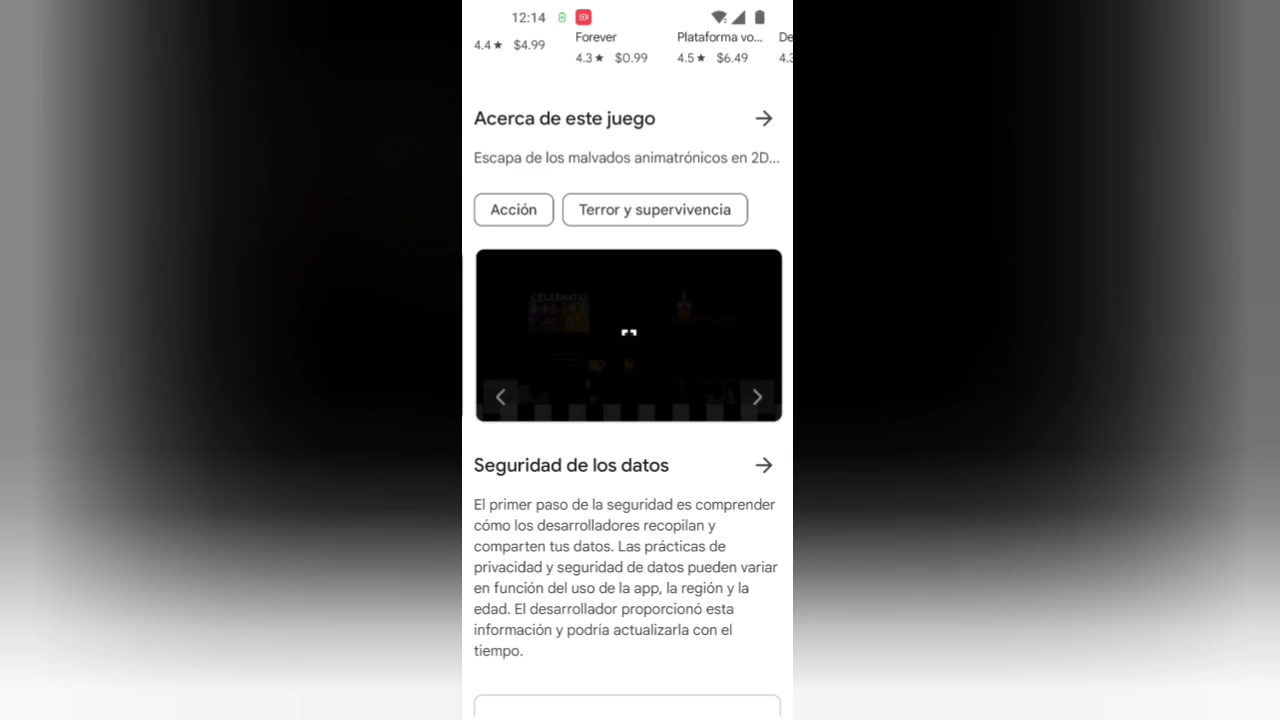 12:14
Forever
Plataforma vo...
De
4.4★ $4.99
4.3★ $0.99
4.5★ $6.49
4.3
Acerca de este juego
Escapa de los malvados animatrónicos en 2D...
Acción
Terror y supervivencia
CELEBRATE!
Seguridad de los datos
El primer paso de la seguridad es comprender
cómo los desarrolladores recopilan y
comparten tus datos. Las prácticas de
privacidad y seguridad de datos pueden variar
en función del uso de la app, la región y la
edad. El desarrollador proporcionó esta
información y podría actualizarla con el
tiempo.